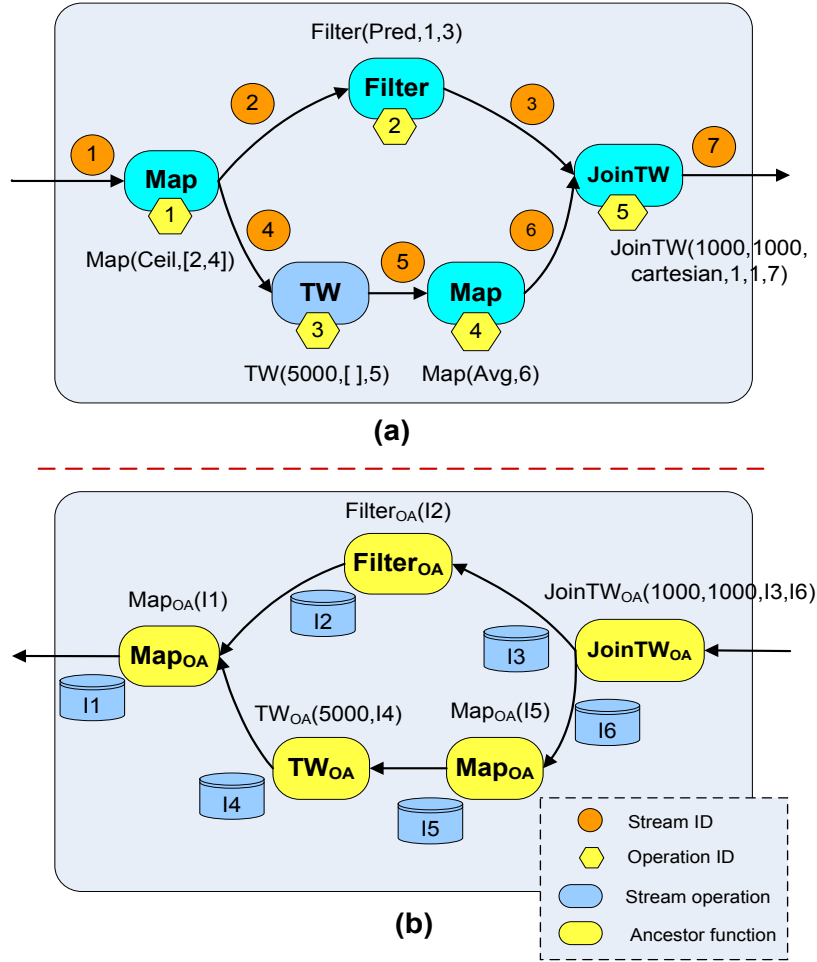 Filter(Pred,1,3)
2
Filter
2
3
1
Map
1
7
JoinTW
5
4
5
6
Map(Ceil,[2,4])
JoinTW(1000,1000,
cartesian,1,1,7)
TW
3
Map
4
TW(5000,[ ],5)
Map(Avg,6)
(a)
FilterOA(I2)
FilterOA
MapOA(I1)
I2
JoinTWOA(1000,1000,I3,I6)
MapOA
I3
JoinTWOA
I1
TWOA(5000,I4)
MapOA(I5)
I6
TWOA
MapOA
I4
I5
Stream ID
Operation ID
Stream operation
Ancestor function
(b)